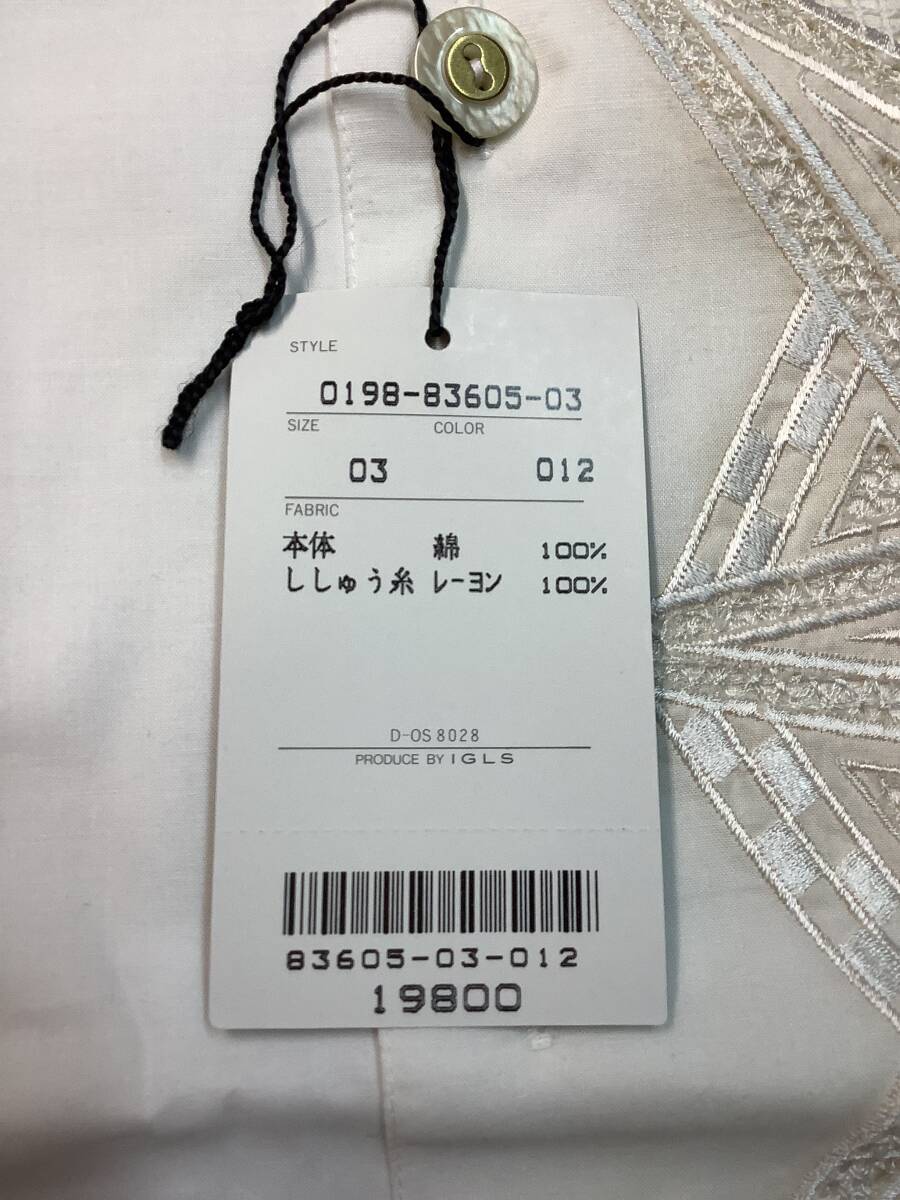 STYLE
0198-83605-03
SIZE COLOR
03 012
FABRIC
本体 綿 100%
ししゅう糸 レーヨン 100%
D-OS 8028
PRODUCE BY IGLS
83605-03-012
19800